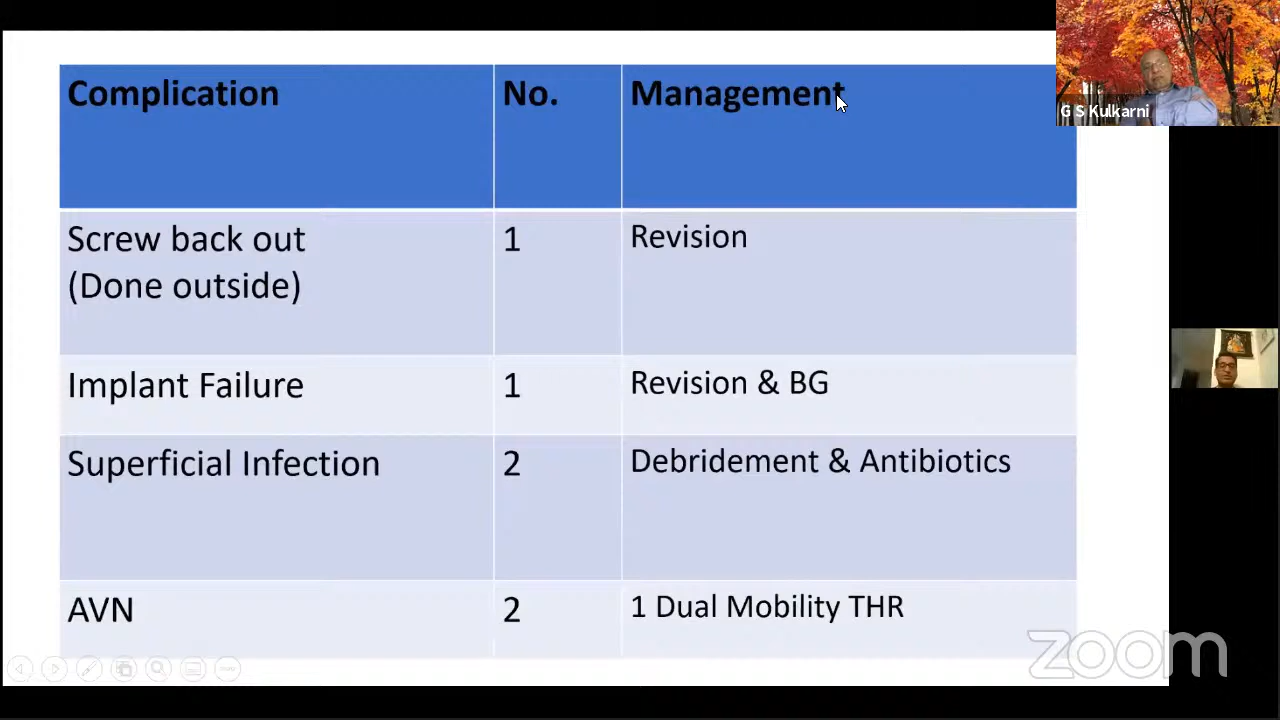 Complication No. Management
G S Kulkarni
Screw back out 1 Revision
(Done outside)
Implant Failure 1 Revision & BG
Superficial Infection 2 Debridement & Antibiotics
AVN 2 1 Dual Mobility THR
zoom